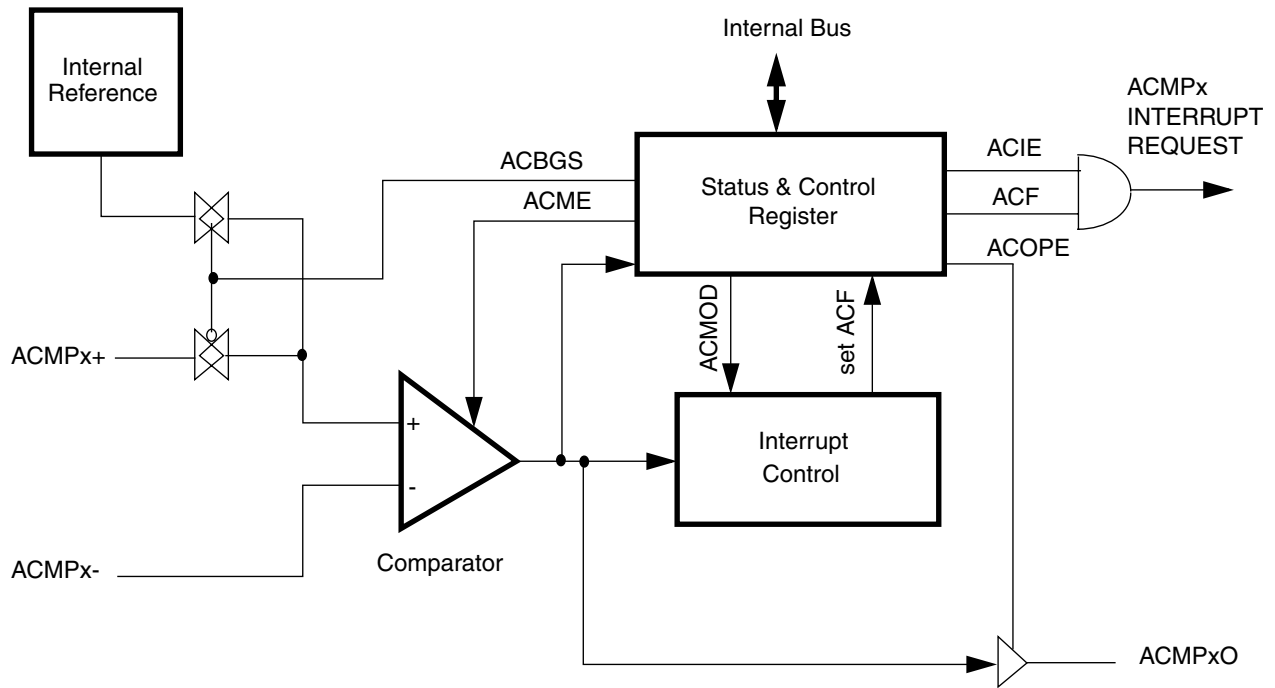 Internal Bus
Internal
Reference
ACMPx
INTERRUPT
REQUEST
ACBGS
ACME
Status & Control
Register
ACIE
ACF
ACOPE
ACMOD
set ACF
ACMPx+
+
-
Interrupt
Control
Comparator
ACMPx-
ACMPxO